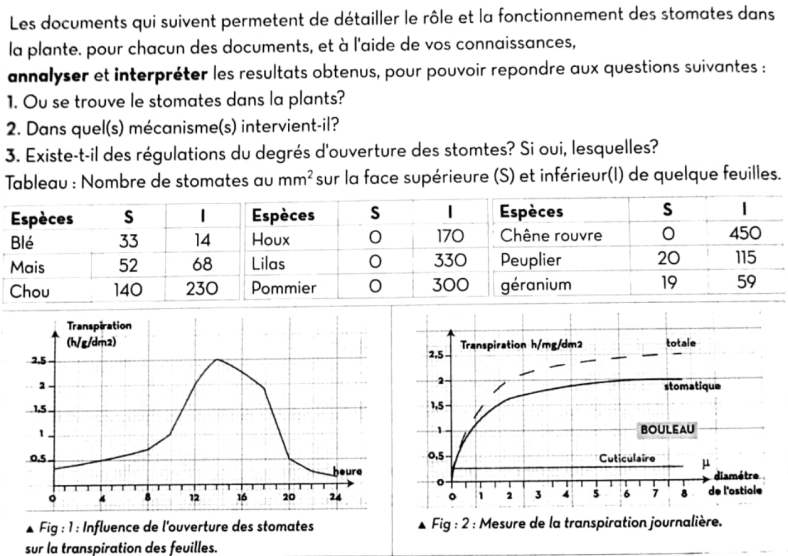 Les documents qui suivent permetent de détailler le rôle et la fonctionnement des stomates dans
la plante. pour chacun des documents, et à l'aide de vos connaissances,
annalyser et interpréter les resultats obtenus, pour pouvoir repondre aux questions suivantes :
1. Ou se trouve le stomates dans la plants?
2. Dans quel(s) mécanisme(s) intervient-il?
3. Existe-t-il des régulations du degrés d'ouverture des stomtes? Si oui, lesquelles?
Tableau : Nombre de stomates au mm² sur la face supérieure (S) et inférieur(I) de quelque feuilles.
Espèces S I Espèces S I Espèces S I
Blé 33 14 Houx O 170 Chêne rouvre O 450
Mais 52 68 Lilas O 330 Peuplier 20 115
Chou 140 230 Pommier O 300 géranium 19 59
Transpiration
(h/g/dm2)
2,5
2
1,5
1
0,5
heure
0 4 8 12 16 20 24
▲ Fig : 1 : Influence de l'ouverture des stomates
sur la transpiration des feuilles.
Transpiration h/mg/dm2
totale
2,5
2
stomatique
1,5
1
BOULEAU
0,5
Cuticulaire
µ
0
diamétre
de l'ostiole
0 1 2 3 4 5 6 7 8
▲ Fig : 2 : Mesure de la transpiration journalière.